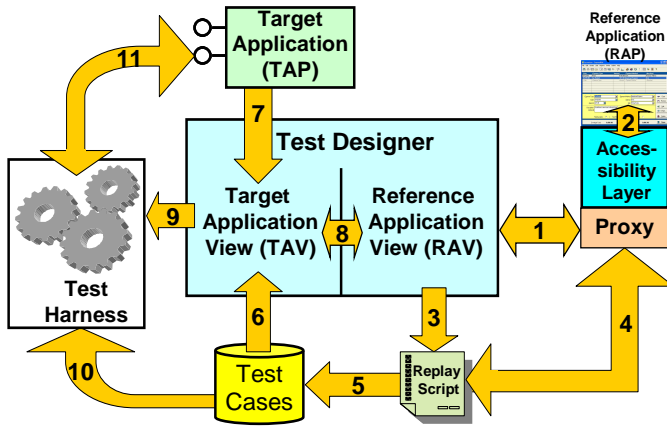 Target
Application
(TAP)
Reference
Application
(RAP)
11
7
2
Test Designer
Acces-
sibility
Layer
Target
Application
View (TAV)
Reference
Application
View (RAV)
9
8
1
Proxy
Test
Harness
6
3
4
10
Test
Cases
5
Replay
Script